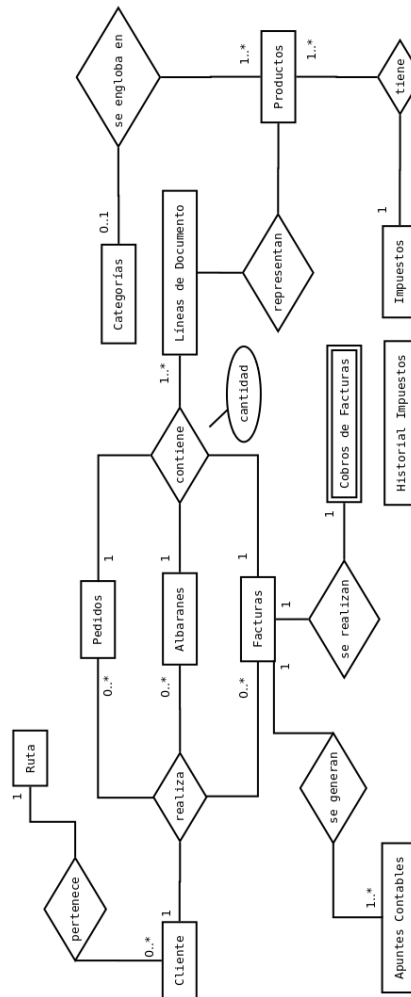 Ruta
1
pertenece
0..*
Cliente
1
realiza
0..*
Pedidos
1
0..*
Albaranes
1
0..*
Facturas
1
1
1
contiene
cantidad
1..*
Líneas de Documento
representan
Productos
1..*
1..*
se engloba en
0..1
Categorías
tiene
1
Impuestos
Historial Impuestos
se realizan
1
Cobros de Facturas
se generan
1..*
Apuntes Contables